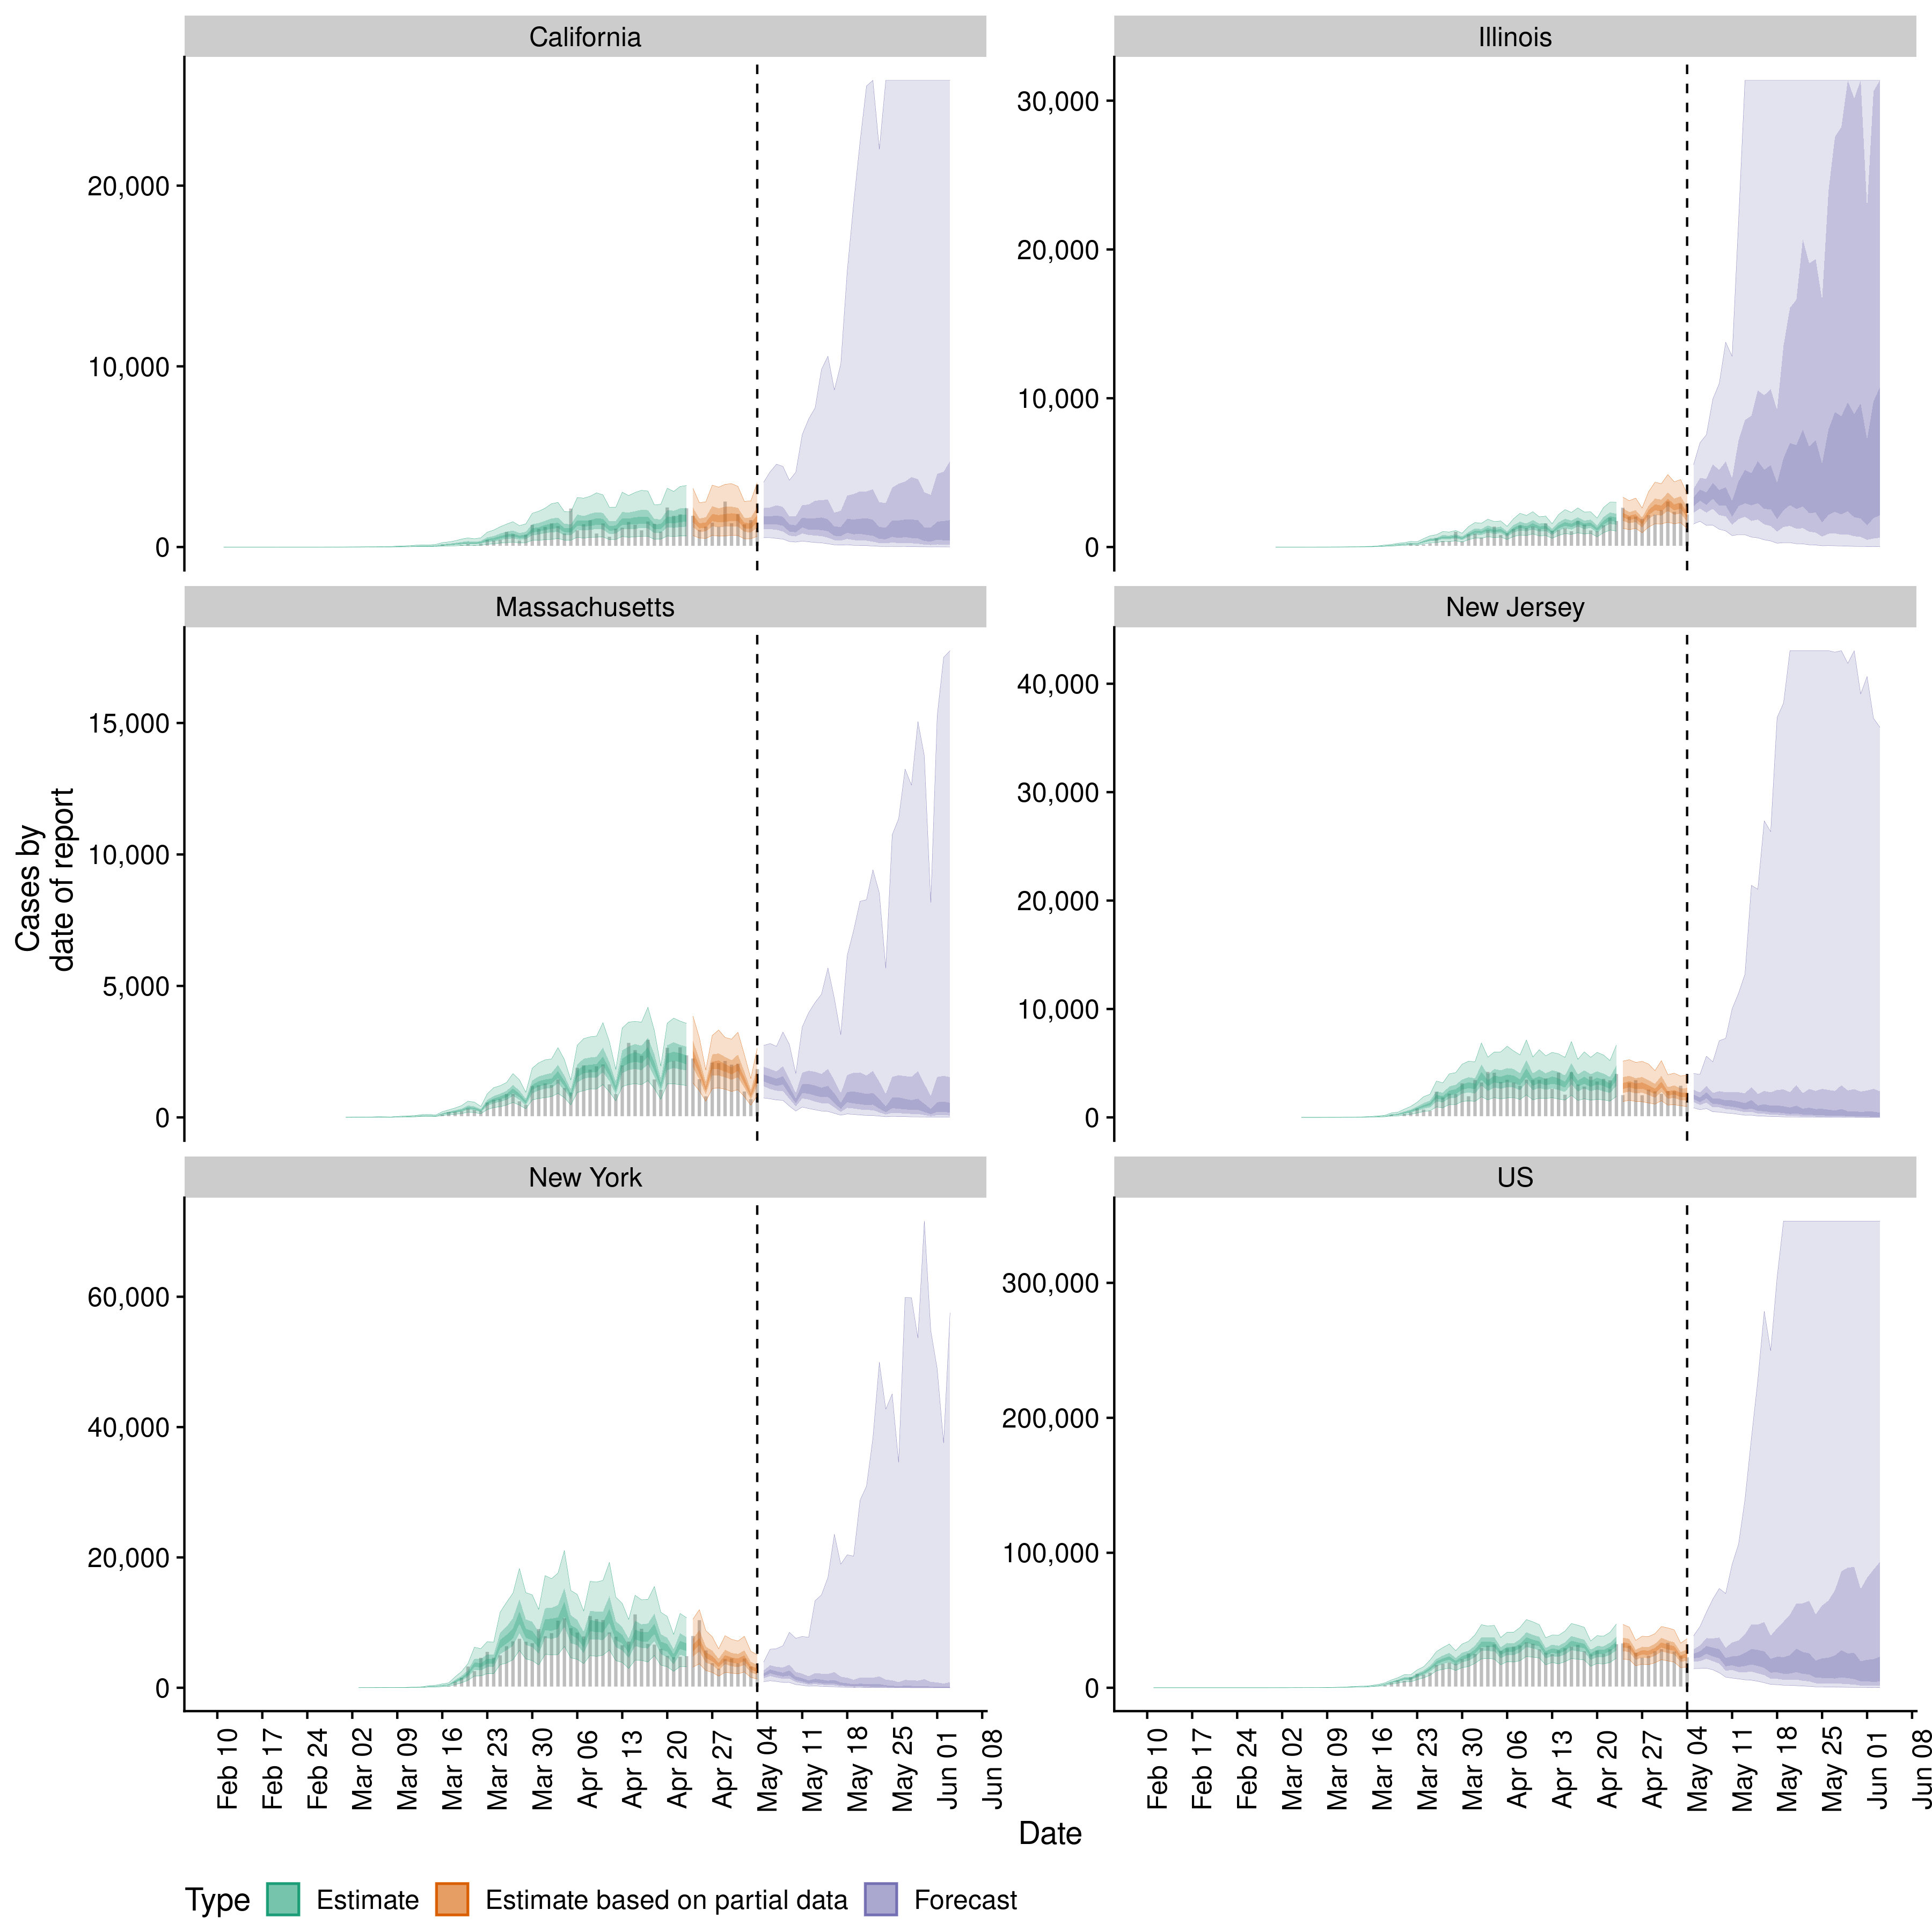 California
Illinois
20,000
10,000
0
30,000
20,000
10,000
0
Massachusetts
New Jersey
15,000
10,000
5,000
0
40,000
30,000
20,000
10,000
0
Cases by
date of report
New York
US
60,000
40,000
20,000
0
300,000
200,000
100,000
0
Feb 10
Feb 17
Feb 24
Mar 02
Mar 09
Mar 16
Mar 23
Mar 30
Apr 06
Apr 13
Apr 20
Apr 27
May 04
May 11
May 18
May 25
Jun 01
Jun 08
Feb 10
Feb 17
Feb 24
Mar 02
Mar 09
Mar 16
Mar 23
Mar 30
Apr 06
Apr 13
Apr 20
Apr 27
May 04
May 11
May 18
May 25
Jun 01
Jun 08
Date
Type
Estimate
Estimate based on partial data
Forecast